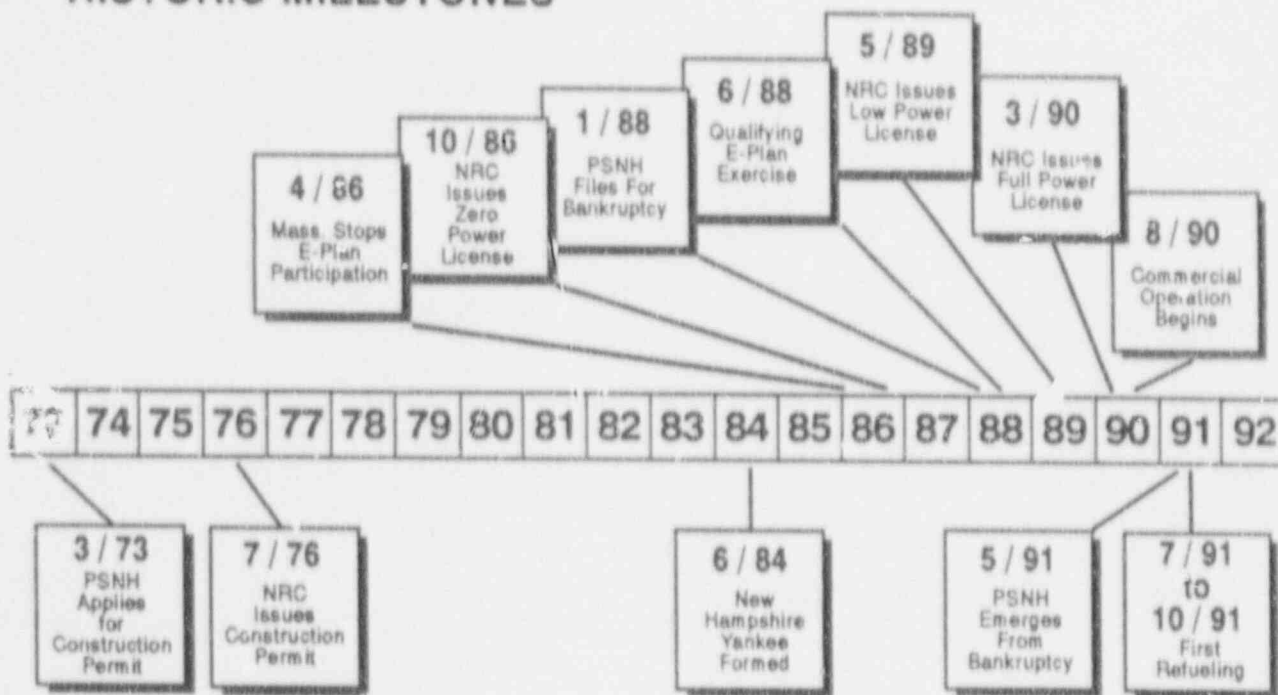 HISTORIC MILESTONES
5 / 89
NRC Issues
Low Power
License
6 / 88
Qualifying
E-Plan
Exercise
3 / 90
NRC Issues
Full Power
License
1 / 88
PSNH
Files For
Bankruptcy
10 / 86
NRC
Issues
Zero
Power
License
4 / 86
Mass. Stops
E-Plan
Participation
8 / 90
Commercial
Operation
Begins
74 75 76 77 78 79 80 81 82 83 84 85 86 87 88 89 90 91 92
3 / 73
PSNH
Applies
for
Construction
Permit
7 / 76
NRC
Issues
Construction
Permit
6 / 84
New
Hampshire
Yankee
Formed
5 / 91
PSNH
Emerges
From
Bankruptcy
7 / 91
to
10 / 91
First
Refueling